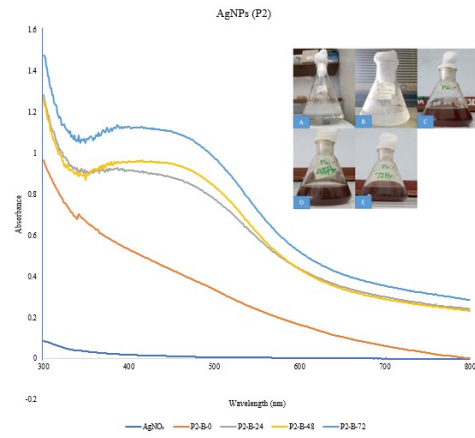 AgNPs (P2)
1.6
1.4
1.2
1
0.8
0.6
0.4
0.2
0
-0.2
Absorbance
300
400
500
600
700
800
Wavelength (nm)
A
B
C
D
E
72Hr
AgNO₃
P2-B-0
P2-B-24
P2-B-48
P2-B-72